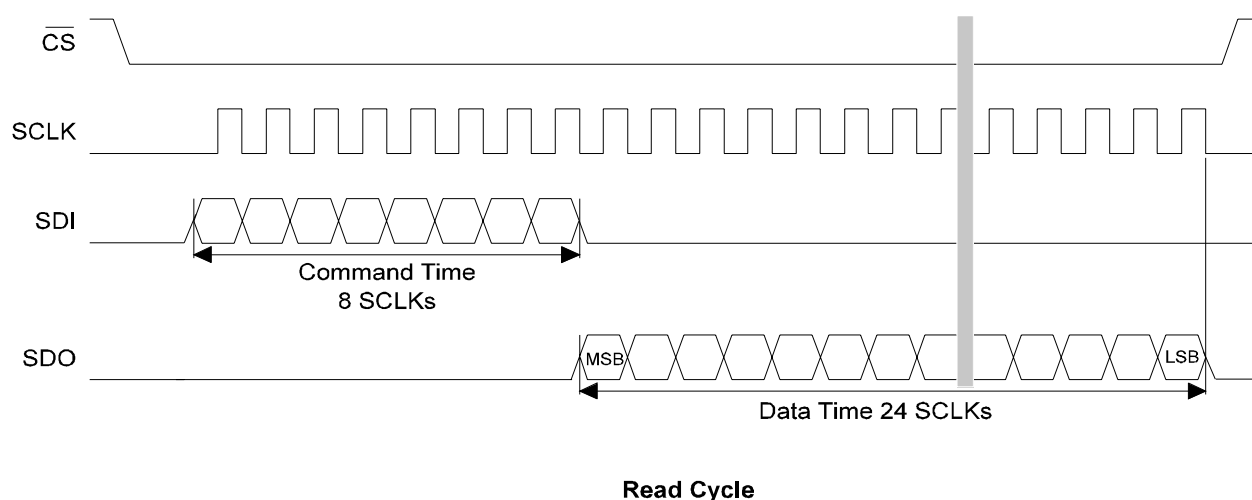 CS
SCLK
SDI
Command Time
8 SCLKs
SDO
MSB
LSB
Data Time 24 SCLKs
Read Cycle